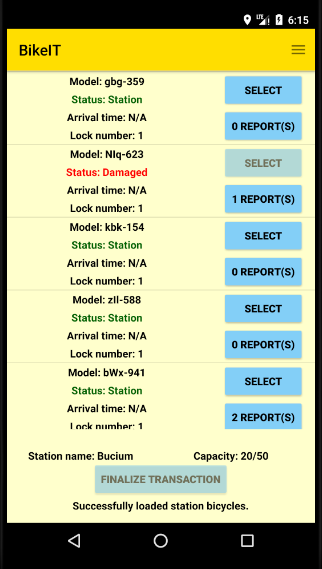 LTE 6:15
BikeIT
Model: gbg-359
Status: Station
SELECT
Arrival time: N/A
Lock number: 1
0 REPORT(S)
Model: NIq-623
Status: Damaged
SELECT
Arrival time: N/A
Lock number: 1
1 REPORT(S)
Model: kbk-154
Status: Station
SELECT
Arrival time: N/A
Lock number: 1
0 REPORT(S)
Model: zIl-588
Status: Station
SELECT
Arrival time: N/A
Lock number: 1
0 REPORT(S)
Model: bWx-941
Status: Station
SELECT
Arrival time: N/A
Lock number: 1
2 REPORT(S)
Station name: Bucium Capacity: 20/50
FINALIZE TRANSACTION
Successfully loaded station bicycles.